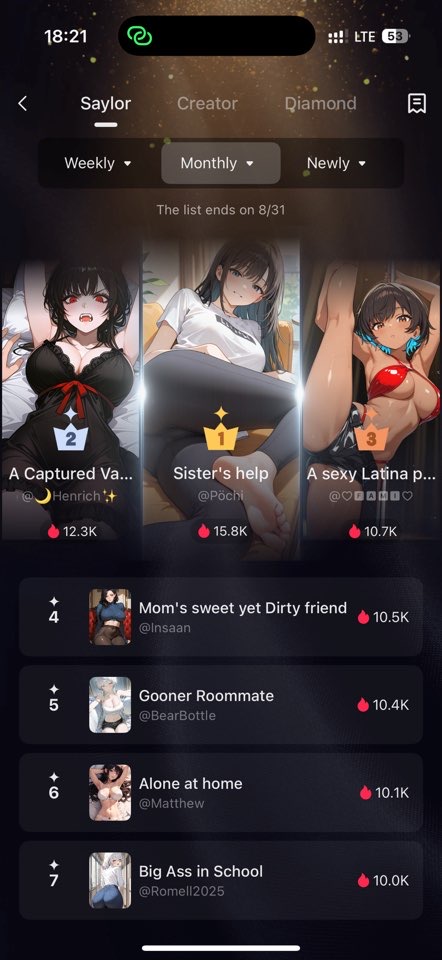 18:21
LTE
53
Saylor
Creator
Diamond
Weekly
Monthly
Newly
The list ends on 8/31
2
A Captured Va...
@🌙Henrich✨
12.3K
1
Sister's help
@Pöchi
15.8K
3
A sexy Latina p...
@♡🅵🅰🅼🅸♡
10.7K
4
Mom's sweet yet Dirty friend
@Insaan
10.5K
5
Gooner Roommate
@BearBottle
10.4K
6
Alone at home
@Matthew
10.1K
7
Big Ass in School
@Romell2025
10.0K